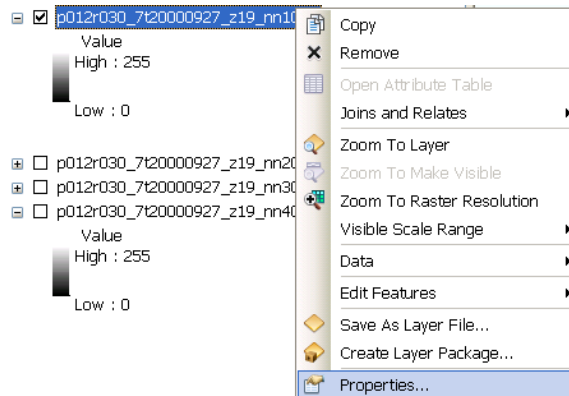 p012r030_7t20000927_z19_nn10
Value
High : 255
Low : 0
p012r030_7t20000927_z19_nn20
p012r030_7t20000927_z19_nn30
p012r030_7t20000927_z19_nn40
Value
High : 255
Low : 0
Copy
Remove
Open Attribute Table
Joins and Relates
Zoom To Layer
Zoom To Make Visible
Zoom To Raster Resolution
Visible Scale Range
Data
Edit Features
Save As Layer File...
Create Layer Package...
Properties...